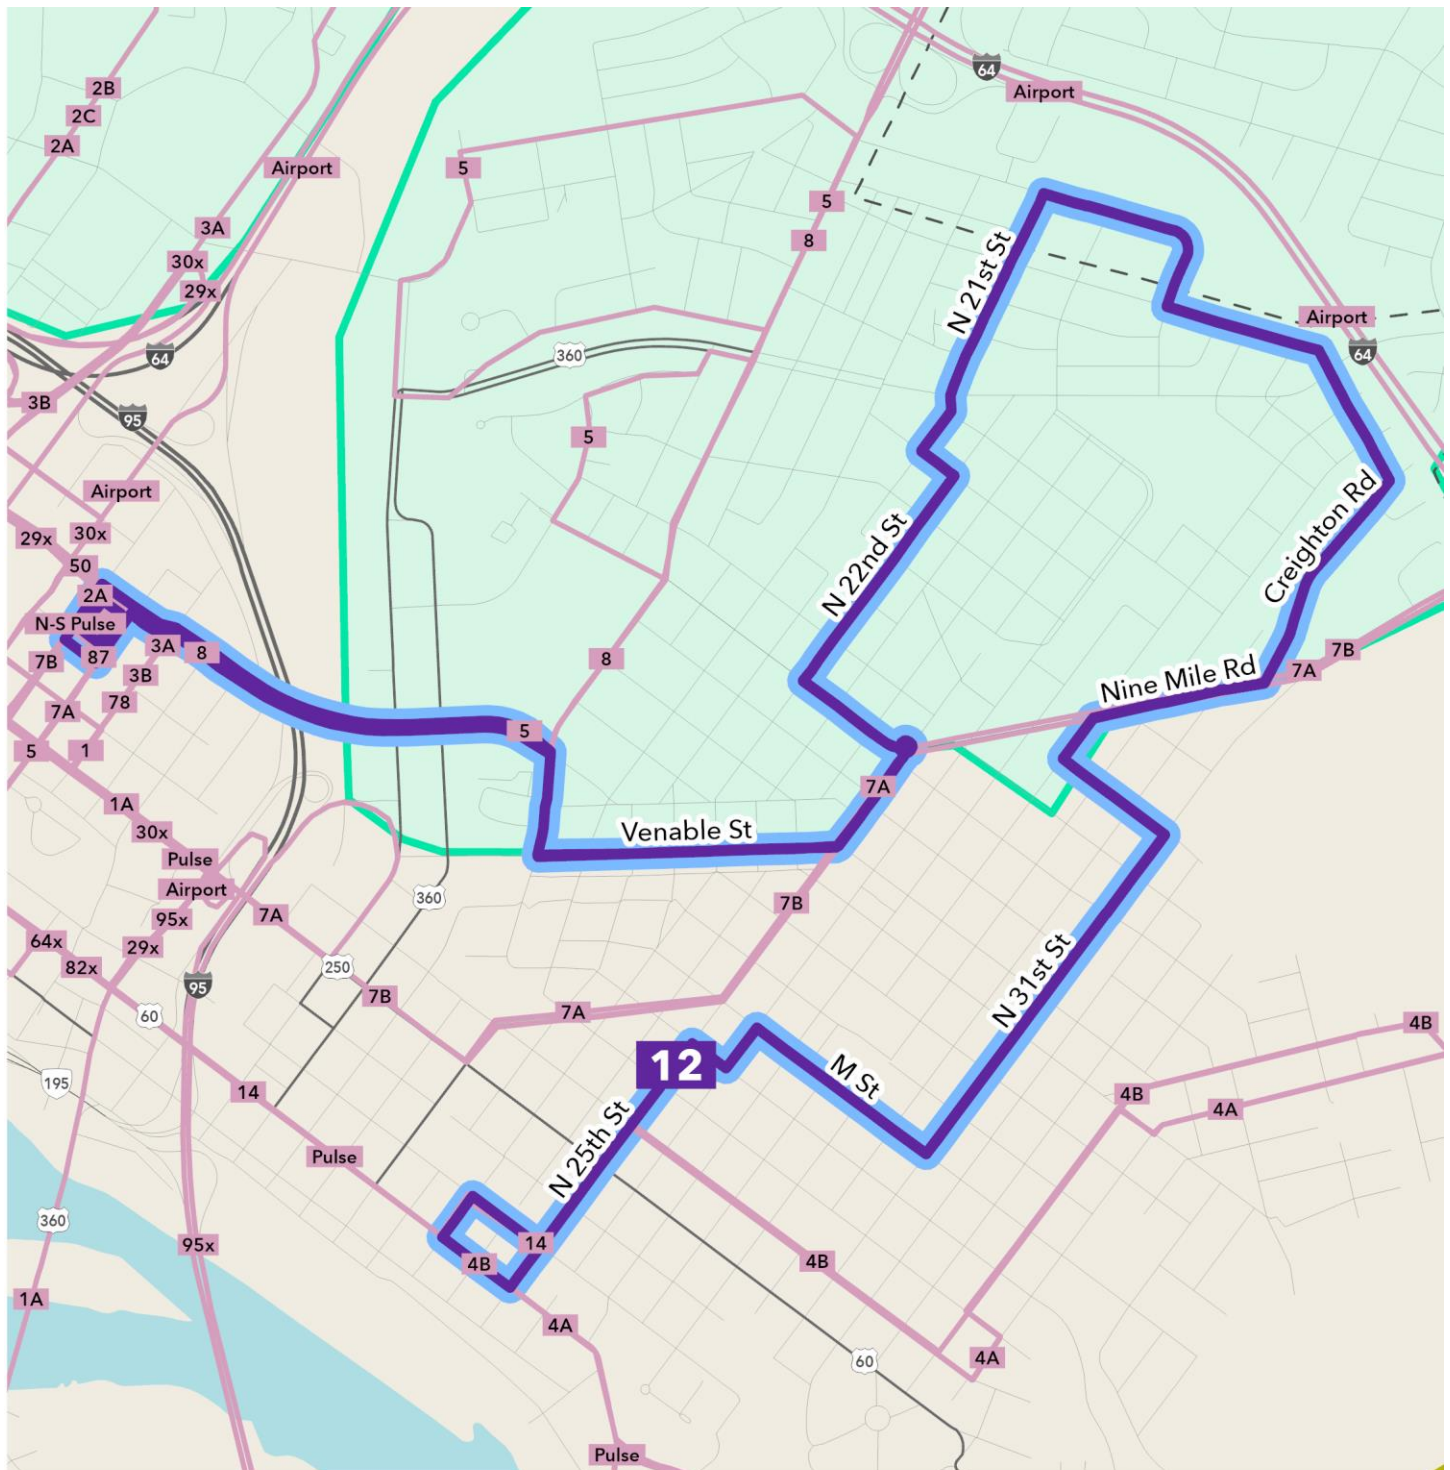 64
Airport
2B
2C
2A
Airport
5
5
3A
8
30x
29x
N 21st St
Airport
64
64
360
3B
95
5
Airport
Creighton Rd
29x
30x
N 22nd St
50
2A
N-S Pulse
3A
8
87
7B
3B
8
7B
7A
Nine Mile Rd
78
7A
5
1
5
7A
1A
30x
Venable St
Pulse
Airport
360
7B
95x
7A
64x
29x
82x
250
95
7B
N 31st St
7A
60
4B
12
195
14
M St
4B
4A
Pulse
N 25th St
360
95x
14
4B
4B
1A
4A
4A
60
Pulse